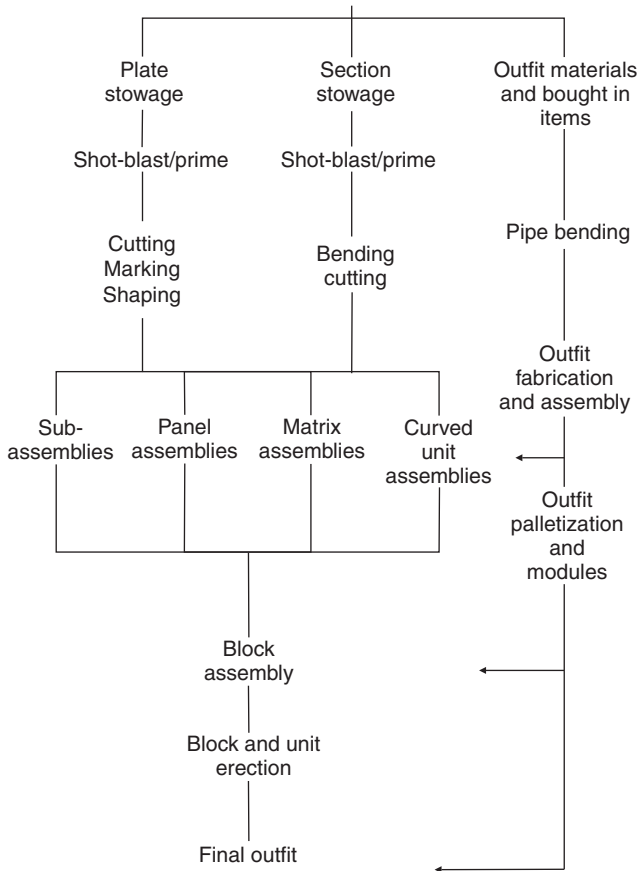 Plate
stowage
Section
stowage
Outfit materials
and bought in
items
Shot-blast/prime
Shot-blast/prime
Pipe bending
Cutting
Marking
Shaping
Bending
cutting
Outfit
fabrication
and assembly
Sub-
assemblies
Panel
assemblies
Matrix
assemblies
Curved
unit
assemblies
Outfit
palletization
and
modules
Block
assembly
Block and unit
erection
Final outfit